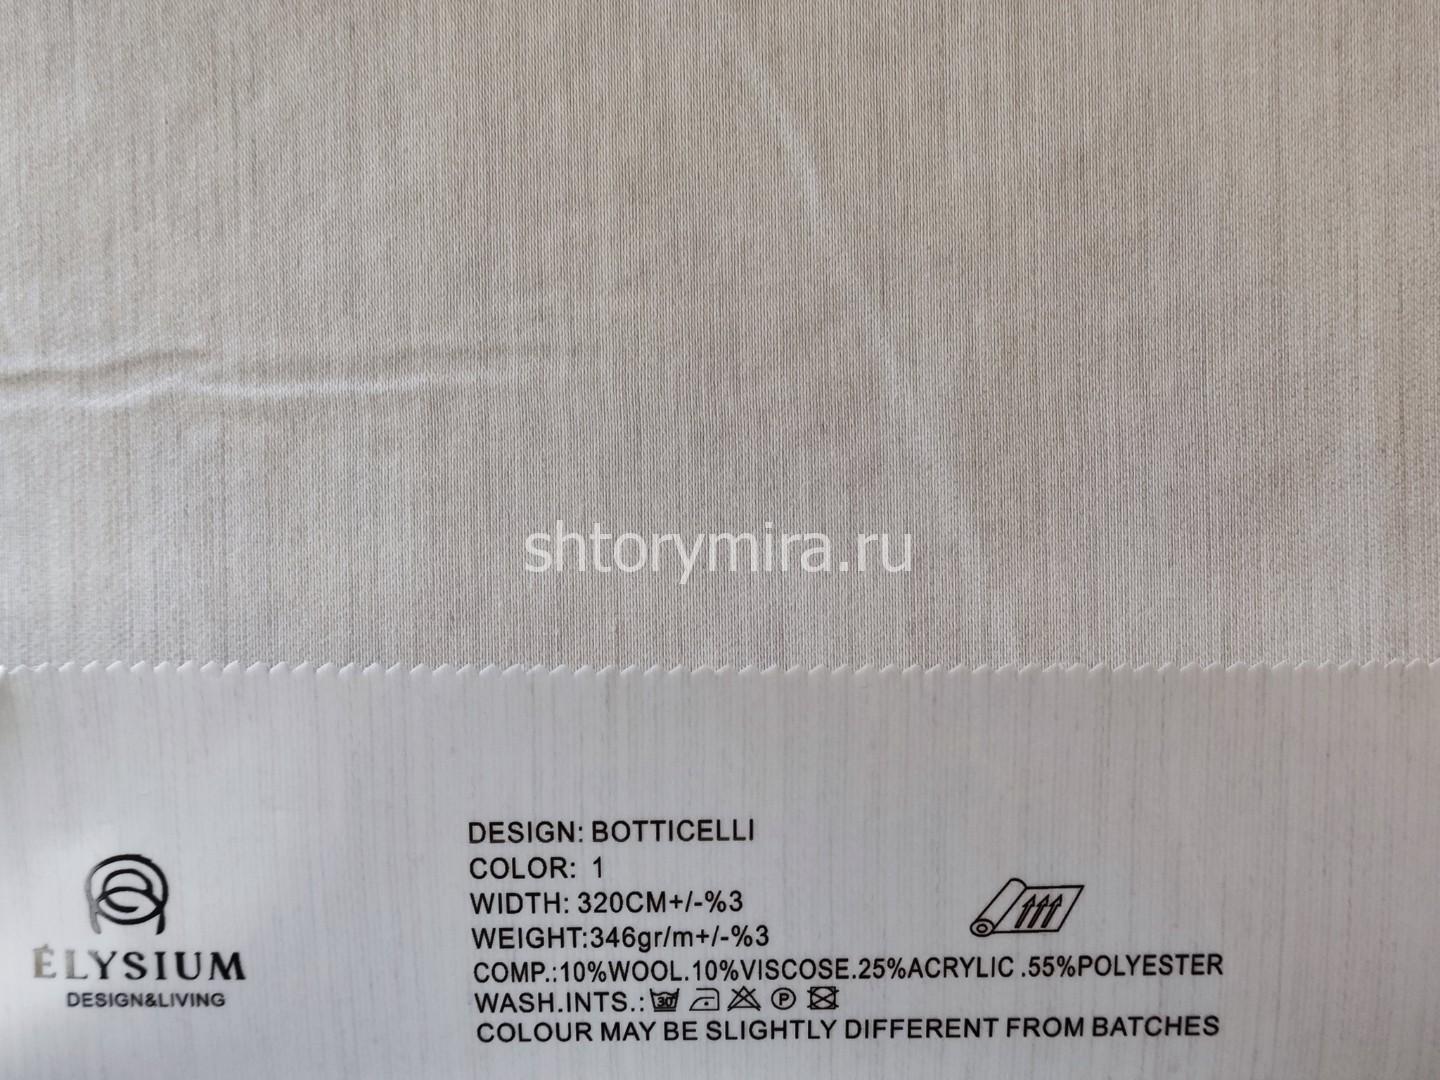 shtorymira.ru
DESIGN: BOTTICELLI
COLOR: 1
WIDTH: 320CM+/-%3
WEIGHT:346gr/m+/-%3
COMP.:10%WOOL.10%VISCOSE.25%ACRYLIC .55%POLYESTER
WASH.INTS.: 30 P
COLOUR MAY BE SLIGHTLY DIFFERENT FROM BATCHES
ÉLYSIUM
DESIGN&LIVING